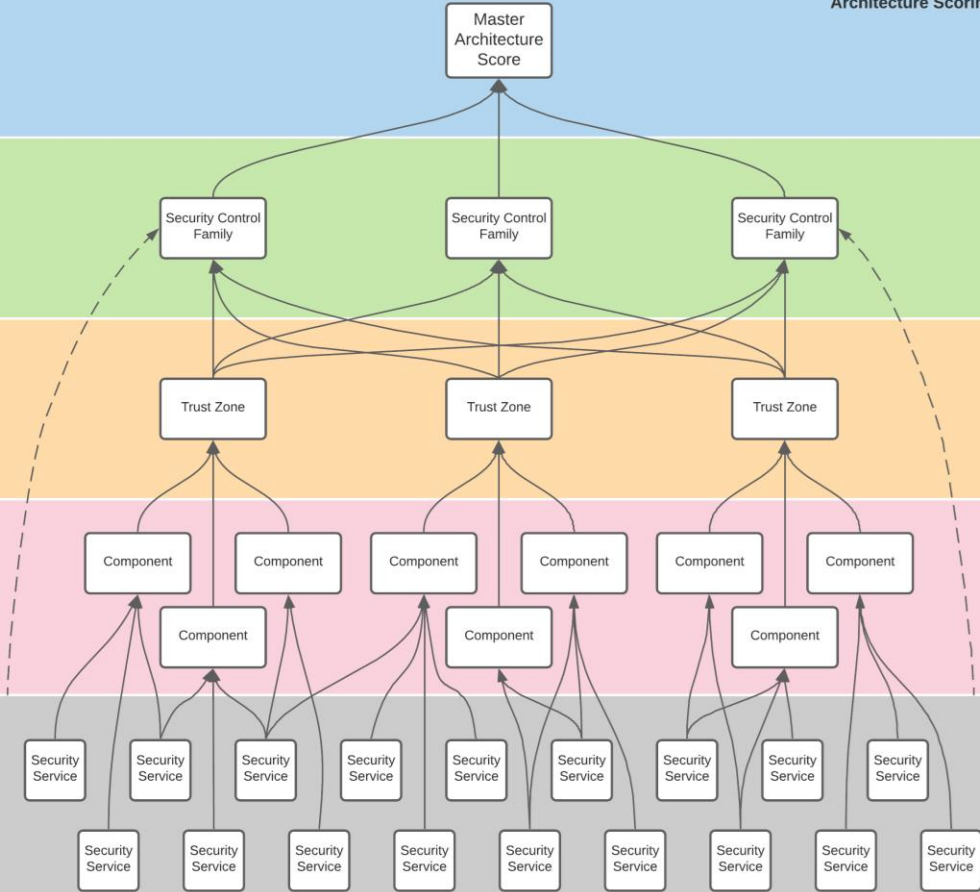 Architecture
Master
Architecture
Score
Security Control
Family
Security Control
Family
Security Control
Family
Trust Zone
Trust Zone
Trust Zone
Component
Component
Component
Component
Component
Component
Component
Component
Component
Security
Service
Security
Service
Security
Service
Security
Service
Security
Service
Security
Service
Security
Service
Security
Service
Security
Service
Security
Service
Security
Service
Security
Service
Security
Service
Security
Service
Security
Service
Security
Service
Security
Service
Security
Service